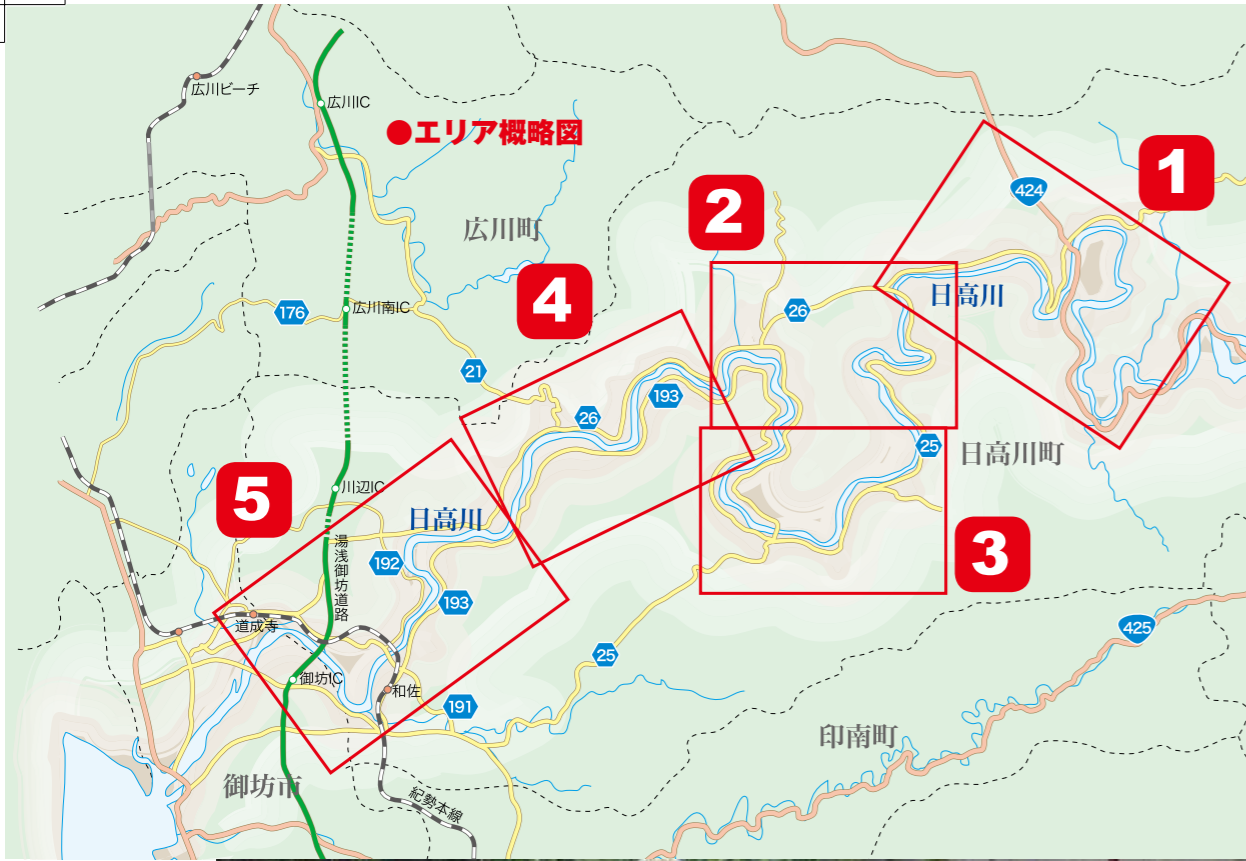 広川ビーチ
広川IC
●エリア概略図
1
424
2
広川町
4
日高川
176
広川南IC
26
21
193
26
25
日高川町
5
川辺IC
日高川
3
湯浅御坊道路
192
193
道成寺
425
25
御坊IC
和佐
191
印南町
御坊市
紀勢本線